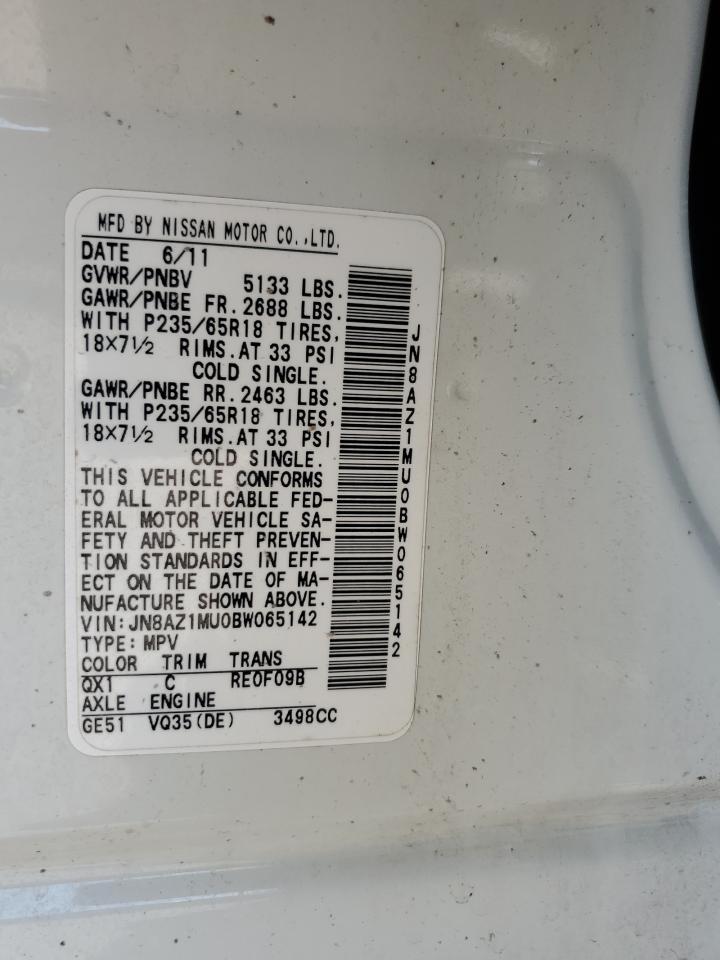 MFD BY NISSAN MOTOR CO.,LTD.
DATE 6/11
GVWR/PNBV 5133 LBS.
GAWR/PNBE FR. 2688 LBS.
WITH P235/65R18 TIRES,
18×7½ RIMS. AT 33 PSI
COLD SINGLE.
GAWR/PNBE RR. 2463 LBS.
WITH P235/65R18 TIRES,
18×7½ RIMS. AT 33 PSI
COLD SINGLE.
THIS VEHICLE CONFORMS
TO ALL APPLICABLE FED-
ERAL MOTOR VEHICLE SA-
FETY AND THEFT PREVEN-
TION STANDARDS IN EFF-
ECT ON THE DATE OF MA-
NUFACTURE SHOWN ABOVE.
VIN:JN8AZ1MU0BW065142
TYPE: MPV
COLOR TRIM TRANS
QX1 C RE0F09B
AXLE ENGINE
GE51 VQ35(DE) 3498CC
JN8AZ1MU0BW065142